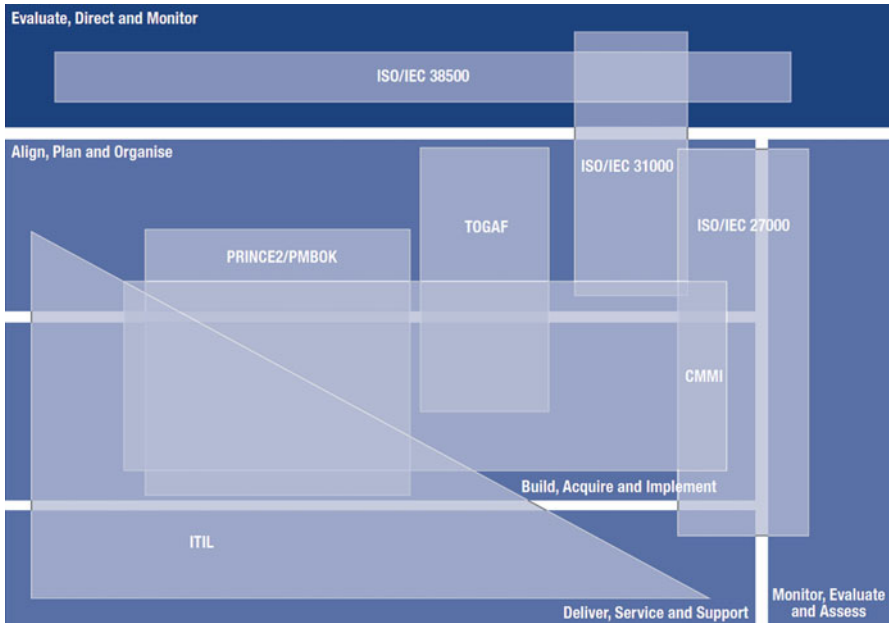 Evaluate, Direct and Monitor
ISO/IEC 38500
Align, Plan and Organise
ISO/IEC 31000
TOGAF
ISO/IEC 27000
PRINCE2/PMBOK
CMMI
Build, Acquire and Implement
ITIL
Deliver, Service and Support
Monitor, Evaluate
and Assess